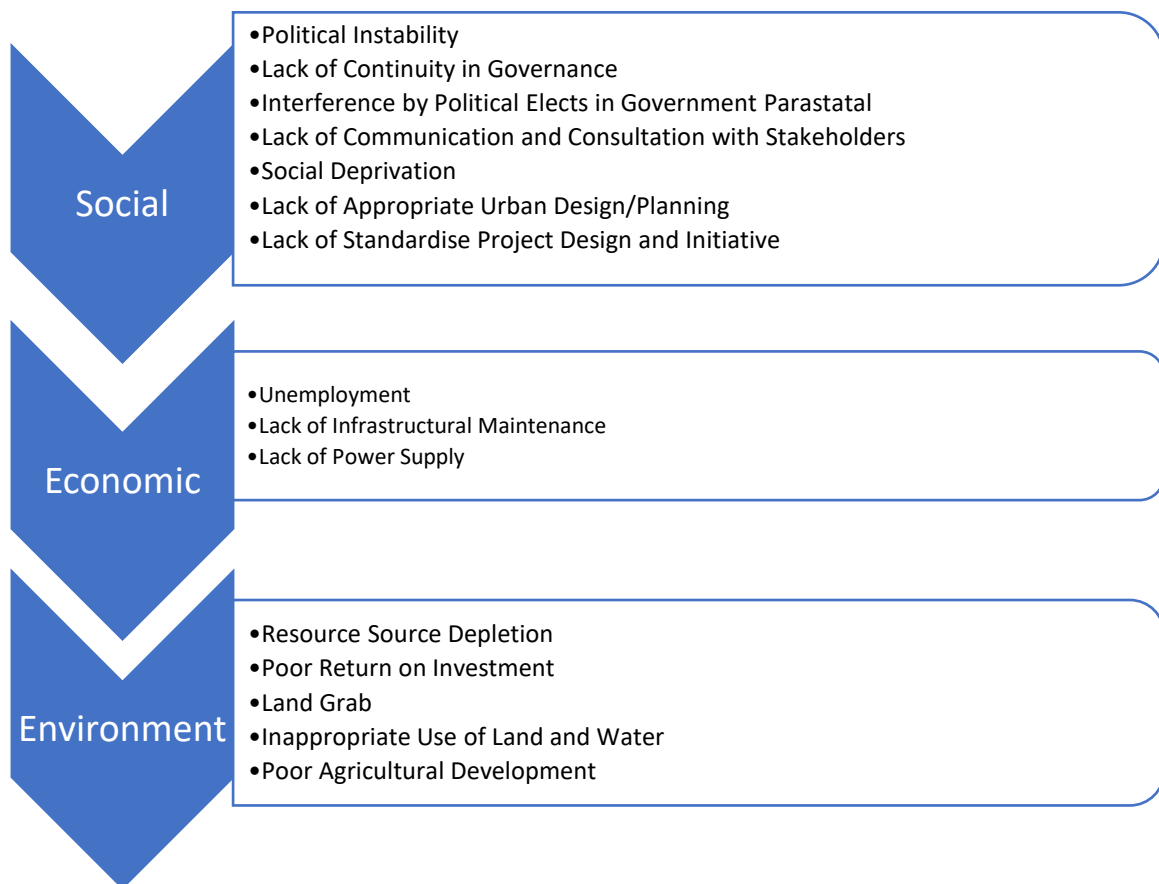 Social
•Political Instability
•Lack of Continuity in Governance
•Interference by Political Elects in Government Parastatal
•Lack of Communication and Consultation with Stakeholders
•Social Deprivation
•Lack of Appropriate Urban Design/Planning
•Lack of Standardise Project Design and Initiative
Economic
•Unemployment
•Lack of Infrastructural Maintenance
•Lack of Power Supply
Environment
•Resource Source Depletion
•Poor Return on Investment
•Land Grab
•Inappropriate Use of Land and Water
•Poor Agricultural Development